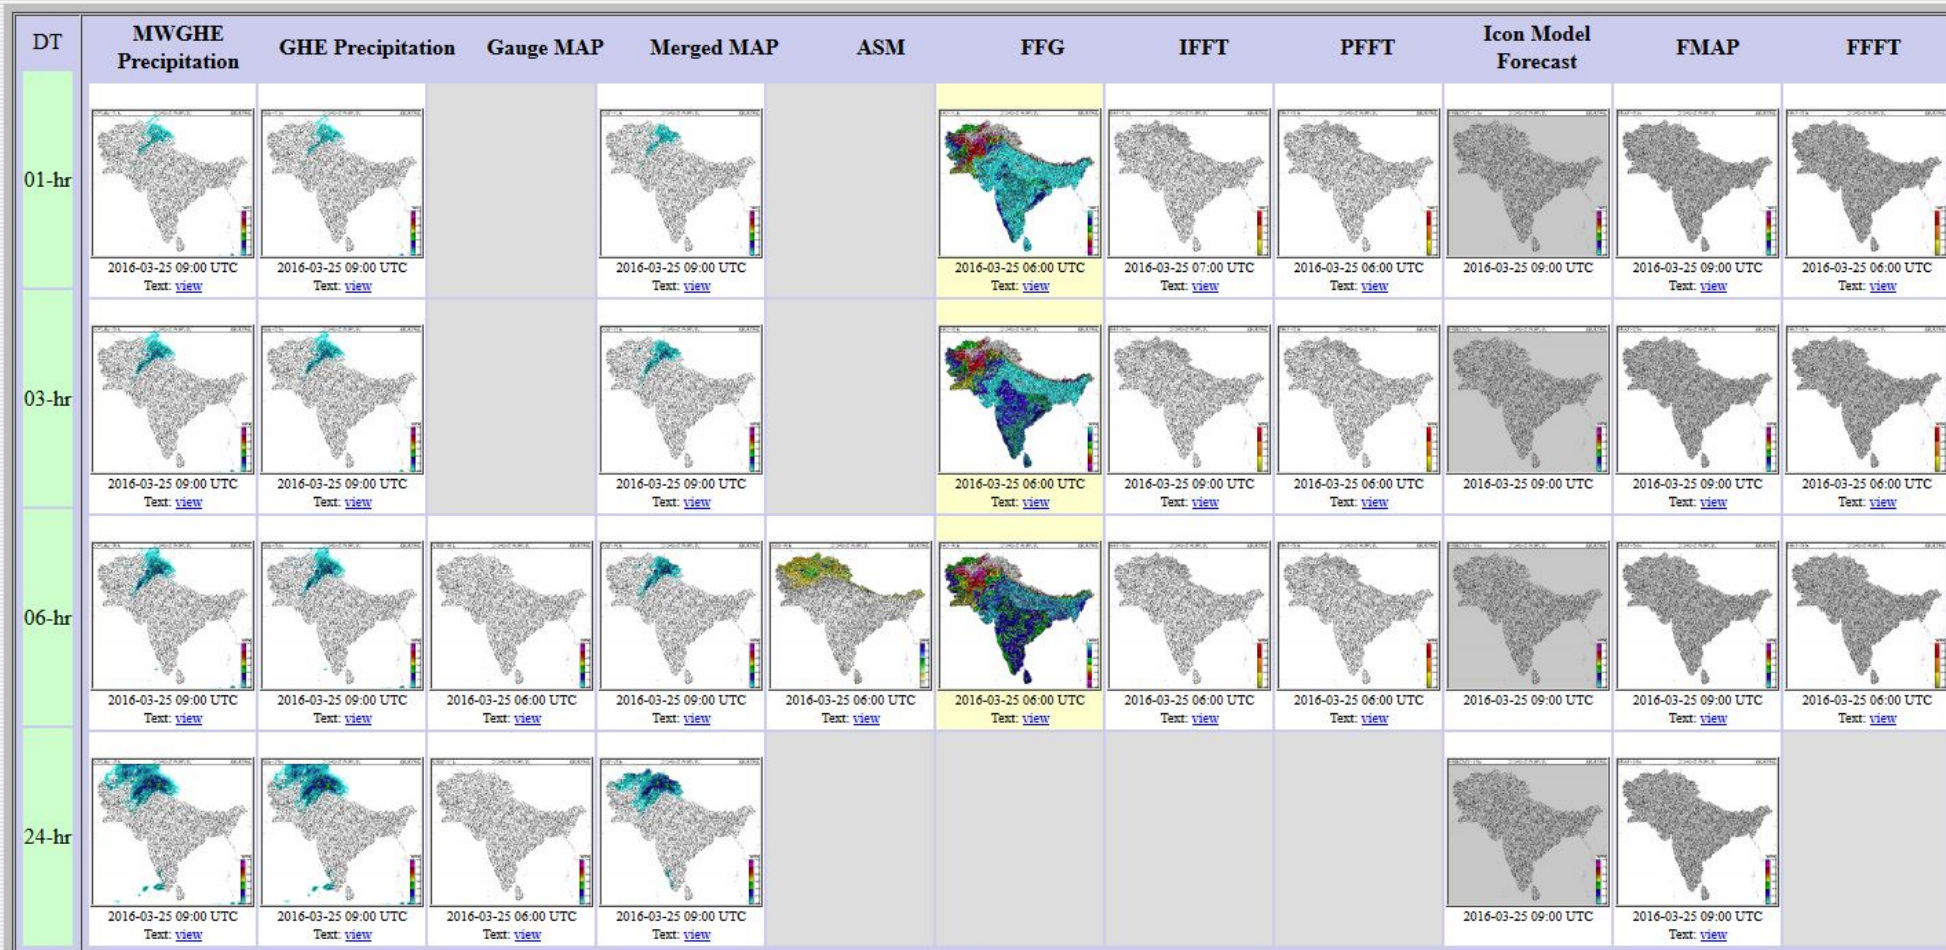 DT
MWGHE
Precipitation
GHE Precipitation
Gauge MAP
Merged MAP
ASM
FFG
IFFT
PFFT
Icon Model
Forecast
FMAP
FFFT
01-hr
2016-03-25 09:00 UTC
Text: view
2016-03-25 09:00 UTC
Text: view
2016-03-25 09:00 UTC
Text: view
2016-03-25 06:00 UTC
Text: view
2016-03-25 07:00 UTC
Text: view
2016-03-25 06:00 UTC
Text: view
2016-03-25 09:00 UTC
2016-03-25 09:00 UTC
Text: view
2016-03-25 06:00 UTC
Text: view
03-hr
2016-03-25 09:00 UTC
Text: view
2016-03-25 09:00 UTC
Text: view
2016-03-25 09:00 UTC
Text: view
2016-03-25 06:00 UTC
Text: view
2016-03-25 09:00 UTC
Text: view
2016-03-25 06:00 UTC
Text: view
2016-03-25 09:00 UTC
2016-03-25 09:00 UTC
Text: view
2016-03-25 06:00 UTC
Text: view
06-hr
2016-03-25 09:00 UTC
Text: view
2016-03-25 09:00 UTC
Text: view
2016-03-25 06:00 UTC
Text: view
2016-03-25 09:00 UTC
Text: view
2016-03-25 06:00 UTC
Text: view
2016-03-25 06:00 UTC
Text: view
2016-03-25 09:00 UTC
Text: view
2016-03-25 06:00 UTC
Text: view
2016-03-25 09:00 UTC
2016-03-25 09:00 UTC
Text: view
2016-03-25 06:00 UTC
Text: view
24-hr
2016-03-25 09:00 UTC
Text: view
2016-03-25 09:00 UTC
Text: view
2016-03-25 06:00 UTC
Text: view
2016-03-25 09:00 UTC
Text: view
2016-03-25 09:00 UTC
2016-03-25 09:00 UTC
Text: view